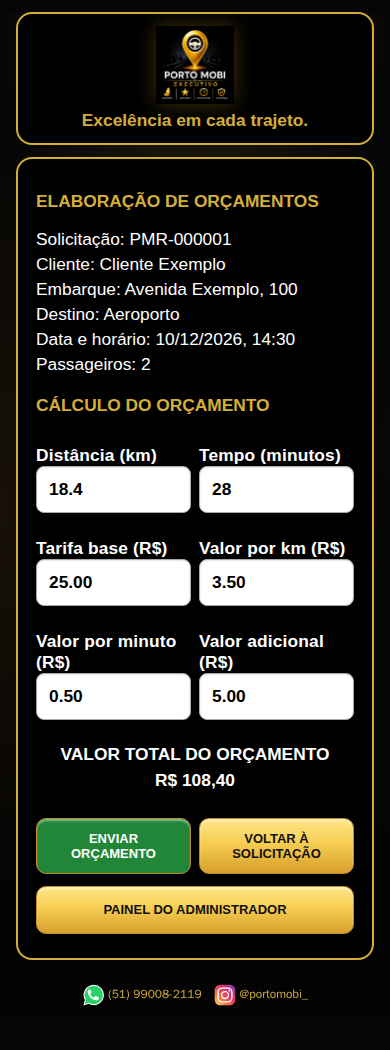 PORTO MOBI
EXECUTIVO
Excelência em cada trajeto.
ELABORAÇÃO DE ORÇAMENTOS
Solicitação: PMR-000001
Cliente: Cliente Exemplo
Embarque: Avenida Exemplo, 100
Destino: Aeroporto
Data e horário: 10/12/2026, 14:30
Passageiros: 2
CÁLCULO DO ORÇAMENTO
Distância (km) Tempo (minutos)
18.4 28
Tarifa base (R$) Valor por km (R$)
25.00 3.50
Valor por minuto (R$) Valor adicional (R$)
0.50 5.00
VALOR TOTAL DO ORÇAMENTO
R$ 108,40
ENVIAR ORÇAMENTO
VOLTAR À SOLICITAÇÃO
PAINEL DO ADMINISTRADOR
(51) 99008-2119 @portomobi_